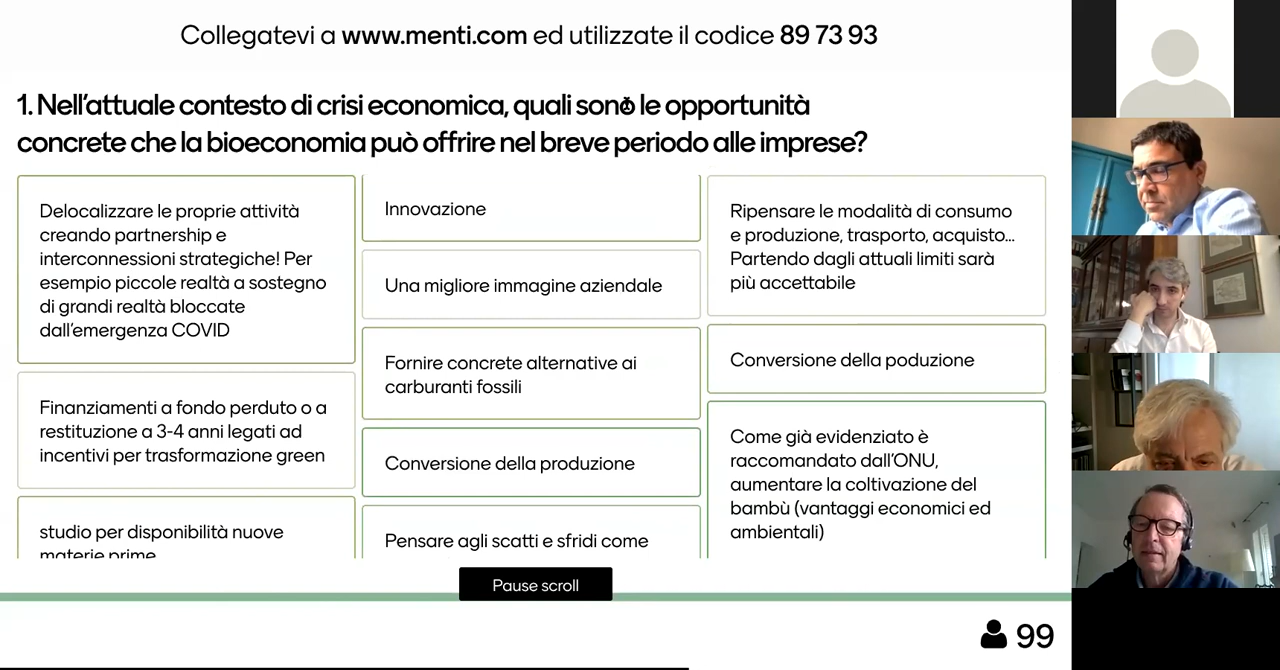 Collegatevi a www.menti.com ed utilizzate il codice 89 73 93
1. Nell'attuale contesto di crisi economica, quali sono le opportunità
concrete che la bioeconomia può offrire nel breve periodo alle imprese?
Delocalizzare le proprie attività
creando partnership e
interconnessioni strategiche! Per
esempio piccole realtà a sostegno
di grandi realtà bloccate
dall'emergenza COVID
Finanziamenti a fondo perduto o a
restituzione a 3-4 anni legati ad
incentivi per trasformazione green
studio per disponibilità nuove
materie prime
Innovazione
Una migliore immagine aziendale
Fornire concrete alternative ai
carburanti fossili
Conversione della produzione
Pensare agli scatti e sfridi come
Ripensare le modalità di consumo
e produzione, trasporto, acquisto...
Partendo dagli attuali limiti sarà
più accettabile
Conversione della poduzione
Come già evidenziato è
raccomandato dall'ONU,
aumentare la coltivazione del
bambù (vantaggi economici ed
ambientali)
Pause scroll
99